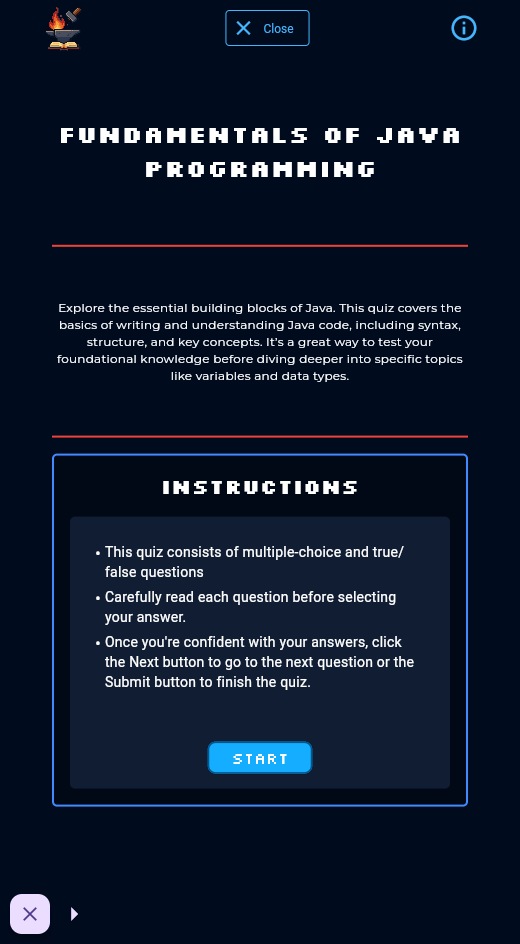 Close
FUNDAMENTALS OF JAVA
PROGRAMMING
Explore the essential building blocks of Java. This quiz covers the
basics of writing and understanding Java code, including syntax,
structure, and key concepts. It's a great way to test your
foundational knowledge before diving deeper into specific topics
like variables and data types.
INSTRUCTIONS
• This quiz consists of multiple-choice and true/
false questions
• Carefully read each question before selecting
your answer.
• Once you're confident with your answers, click
the Next button to go to the next question or the
Submit button to finish the quiz.
START